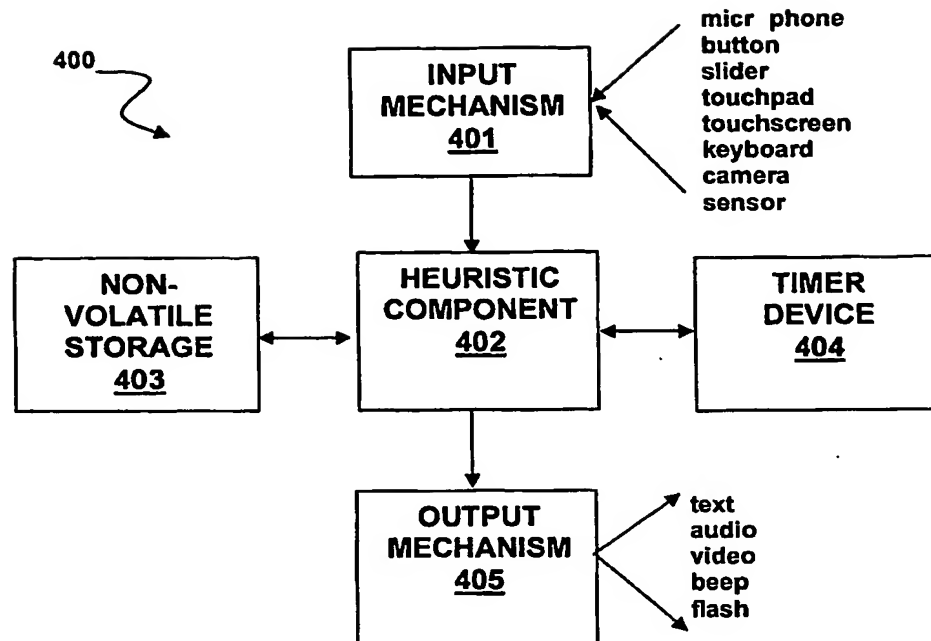 400
INPUT
MECHANISM
401
micr phone
button
slider
touchpad
touchscreen
keyboard
camera
sensor
NON-
VOLATILE
STORAGE
403
HEURISTIC
COMPONENT
402
TIMER
DEVICE
404
OUTPUT
MECHANISM
405
text
audio
video
beep
flash